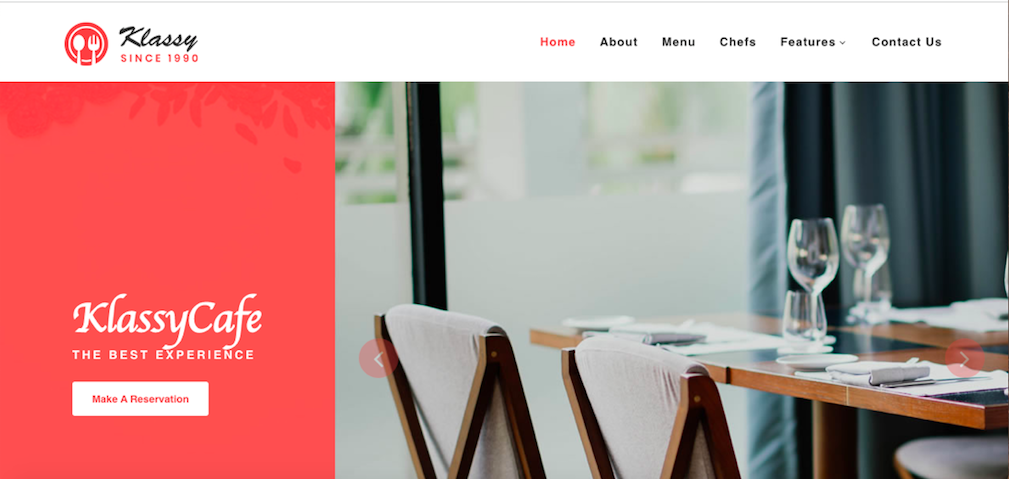 Klassy
SINCE 1990
Home About Menu Chefs Features Contact Us
KlassyCafe
THE BEST EXPERIENCE
Make A Reservation